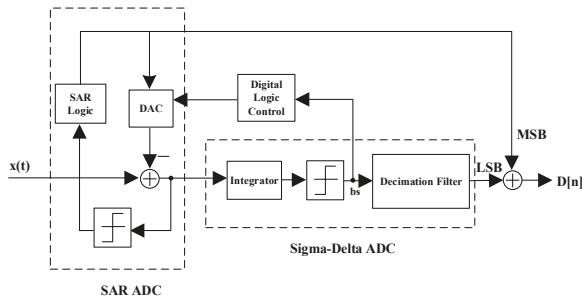 SAR
Logic
DAC
Digital
Logic
Control
MSB
x(t)
−
Integrator
bs
Decimation Filter
LSB
D[n]
Sigma-Delta ADC
SAR ADC